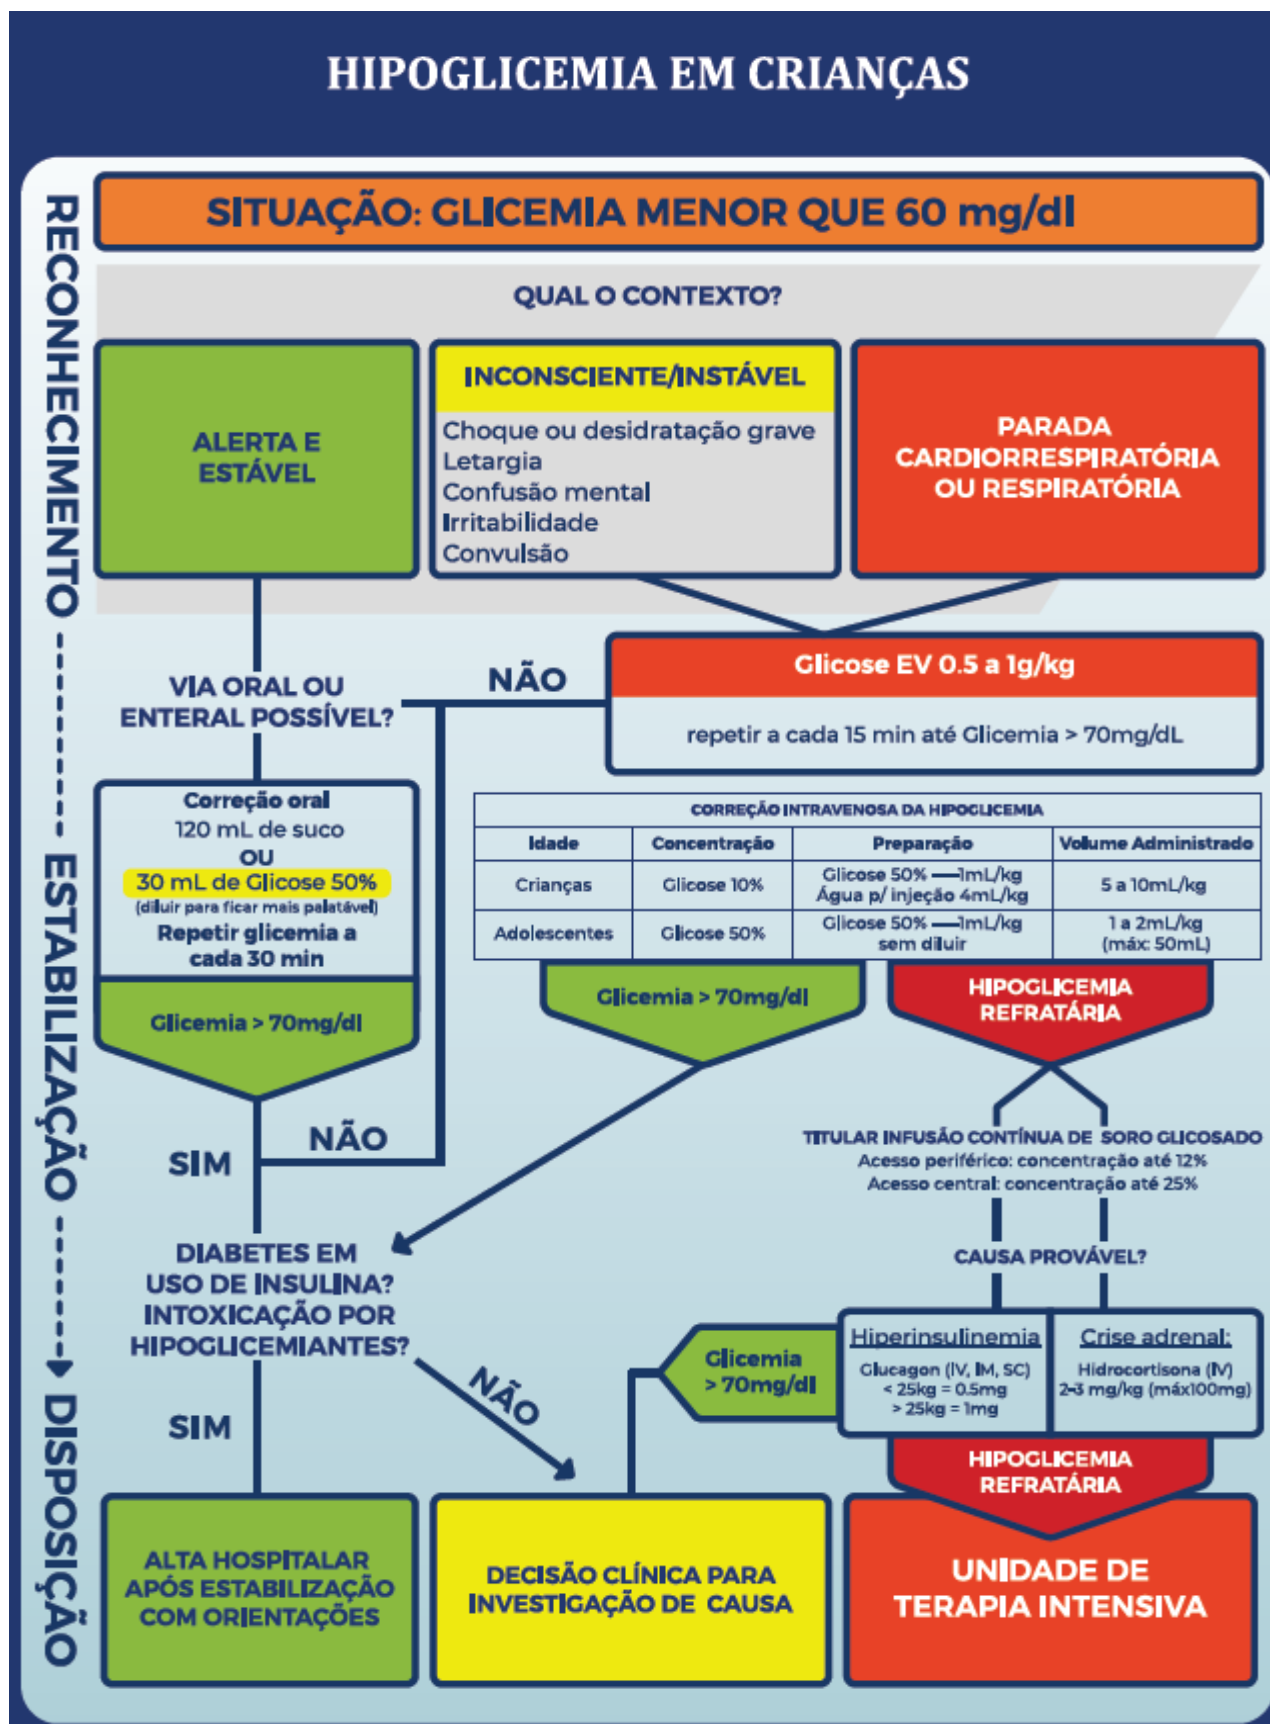 HIPOGLICEMIA EM CRIANÇAS
RECONHECIMENTO
ESTABILIZAÇÃO
DISPOSIÇÃO
SITUAÇÃO: GLICEMIA MENOR QUE 60 mg/dl
QUAL O CONTEXTO?
ALERTA E
ESTÁVEL
INCONSCIENTE/INSTÁVEL
Choque ou desidratação grave
Letargia
Confusão mental
Irritabilidade
Convulsão
PARADA
CARDIORRESPIRATÓRIA
OU RESPIRATÓRIA
VIA ORAL OU
ENTERAL POSSÍVEL?
NÃO
Glicose EV 0.5 a 1g/kg
repetir a cada 15 min até Glicemia > 70mg/dL
Correção oral
120 mL de suco
OU
30 mL de Glicose 50%
(diluir para ficar mais palatável)
Repetir glicemia a
cada 30 min
Glicemia > 70mg/dl
CORREÇÃO INTRAVENOSA DA HIPOGLICEMIA
Idade Concentração Preparação Volume Administrado
Crianças Glicose 10% Glicose 50% — 1mL/kg
Água p/ injeção 4mL/kg 5 a 10mL/kg
Adolescentes Glicose 50% Glicose 50% — 1mL/kg
sem diluir 1 a 2mL/kg
(máx: 50mL)
Glicemia > 70mg/dl
HIPOGLICEMIA
REFRATÁRIA
SIM
NÃO
TITULAR INFUSÃO CONTÍNUA DE SORO GLICOSADO
Acesso periférico: concentração até 12%
Acesso central: concentração até 25%
CAUSA PROVÁVEL?
DIABETES EM
USO DE INSULINA?
INTOXICAÇÃO POR
HIPOGLICEMIANTES?
Glicemia
> 70mg/dl
Hiperinsulinemia
Glucagon (IV, IM, SC)
< 25kg = 0.5mg
> 25kg = 1mg
Crise adrenal:
Hidrocortisona (IV)
2-3 mg/kg (máx100mg)
SIM
NÃO
HIPOGLICEMIA
REFRATÁRIA
ALTA HOSPITALAR
APÓS ESTABILIZAÇÃO
COM ORIENTAÇÕES
DECISÃO CLÍNICA PARA
INVESTIGAÇÃO DE CAUSA
UNIDADE DE
TERAPIA INTENSIVA